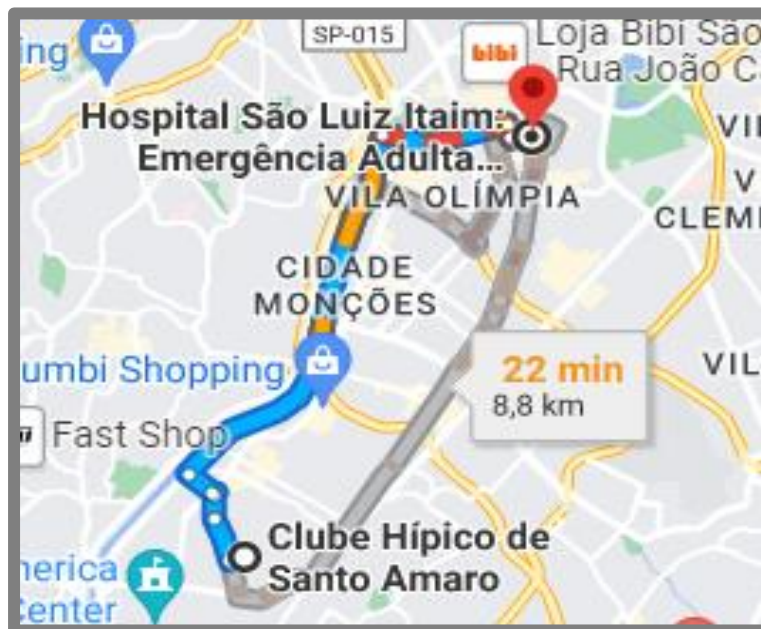 SP-015
bibi
Loja Bibi São
Rua João C
ing
Hospital São Luiz Itaim:
Emergência Adulta...
VILA OLÍMPIA
VI
V
CLEM
CIDADE
MONÇÕES
umbi Shopping
22 min
8,8 km
VIL
Fast Shop
Clube Hípico de
Santo Amaro
merica
Center